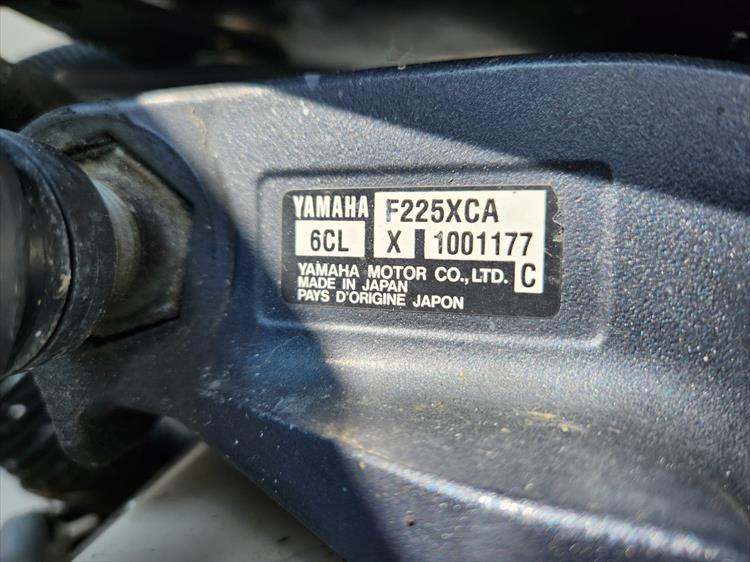 YAMAHA F225XCA
6CL X 1001177
YAMAHA MOTOR CO.,LTD. C
MADE IN JAPAN
PAYS D'ORIGINE JAPON